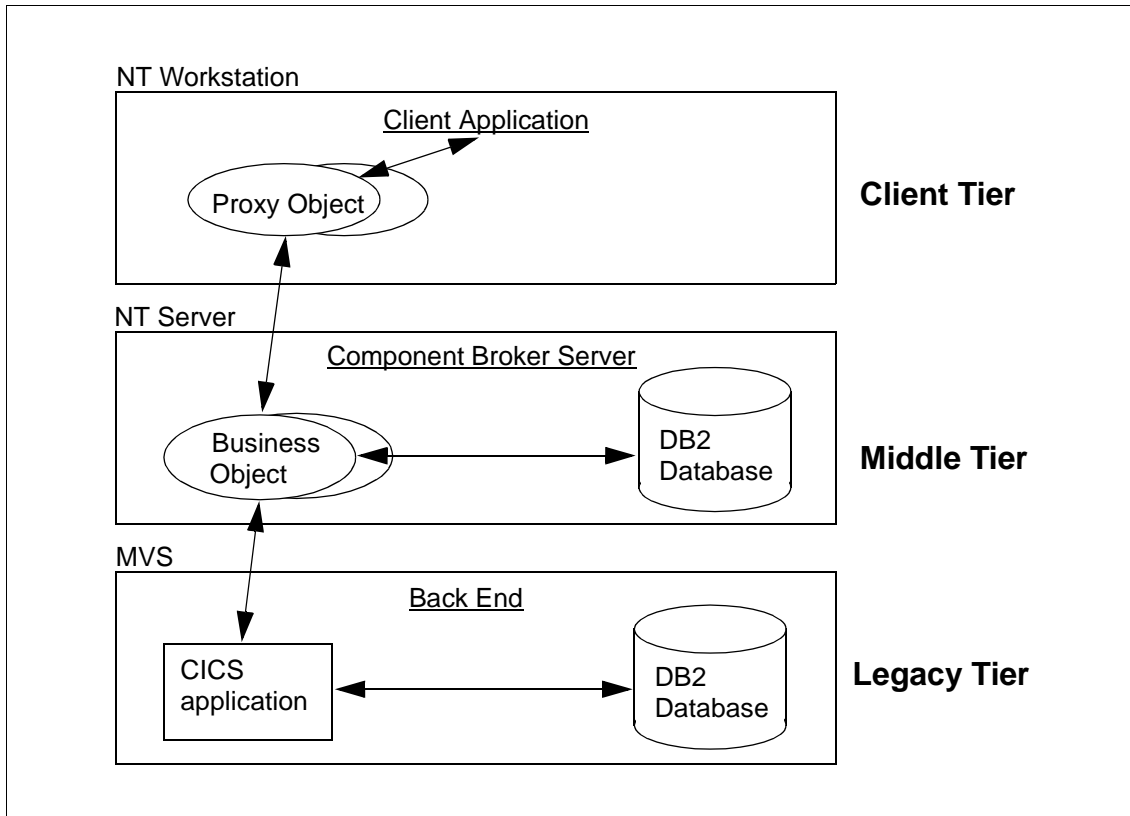 NT Workstation
Client Application
Proxy Object
Client Tier
NT Server
Component Broker Server
Business
Object
DB2
Database
Middle Tier
MVS
Back End
CICS
application
DB2
Database
Legacy Tier